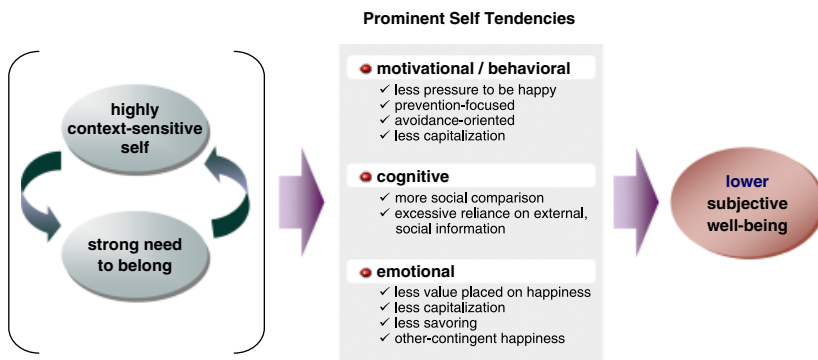 Prominent Self Tendencies
highly
context-sensitive
self
strong need
to belong
motivational / behavioral
✓ less pressure to be happy
✓ prevention-focused
✓ avoidance-oriented
✓ less capitalization
cognitive
✓ more social comparison
✓ excessive reliance on external,
social information
emotional
✓ less value placed on happiness
✓ less capitalization
✓ less savoring
✓ other-contingent happiness
lower
subjective
well-being